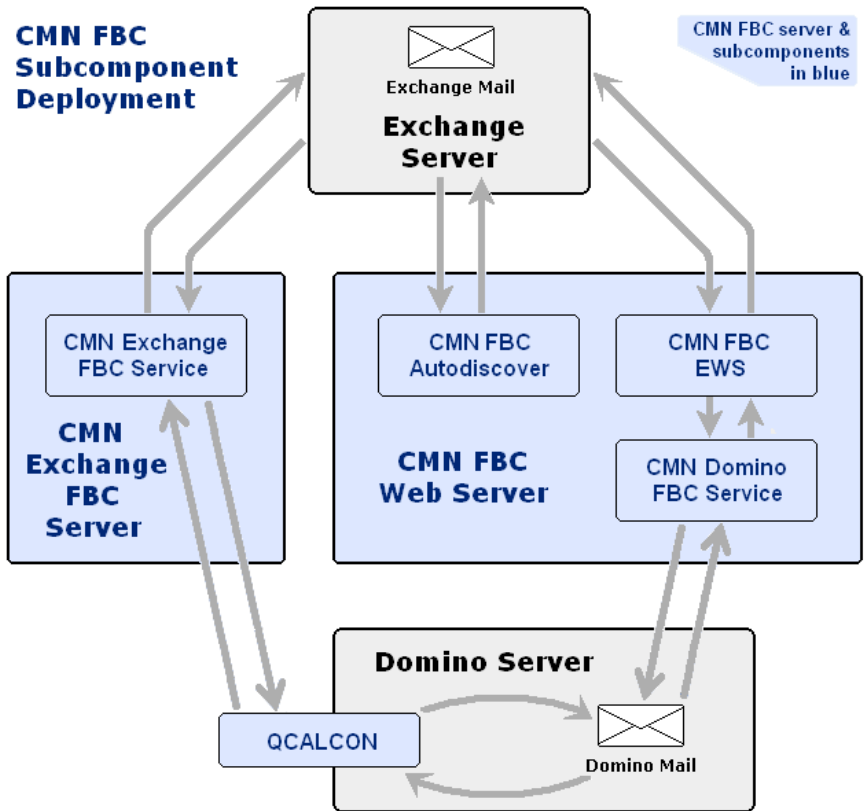 CMN FBC
Subcomponent
Deployment
CMN FBC server &
subcomponents
in blue
Exchange Mail
Exchange
Server
CMN Exchange
FBC Service
CMN
Exchange
FBC
Server
CMN FBC
Autodiscover
CMN FBC
EWS
CMN FBC
Web Server
CMN Domino
FBC Service
Domino Server
QCALCON
Domino Mail